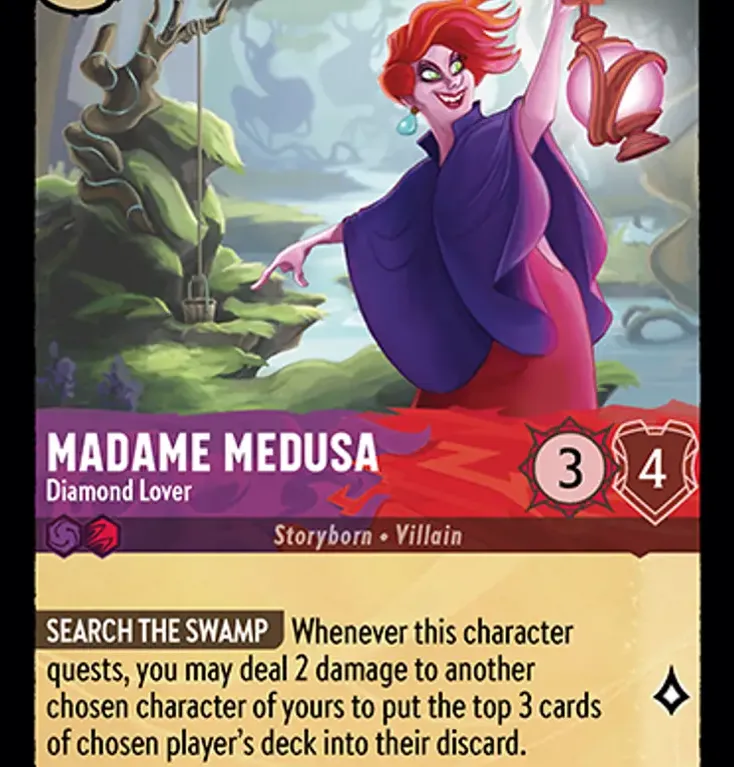 MADAME MEDUSA
Diamond Lover
3
4
Storyborn • Villain
SEARCH THE SWAMP Whenever this character
quests, you may deal 2 damage to another
chosen character of yours to put the top 3 cards
of chosen player's deck into their discard.